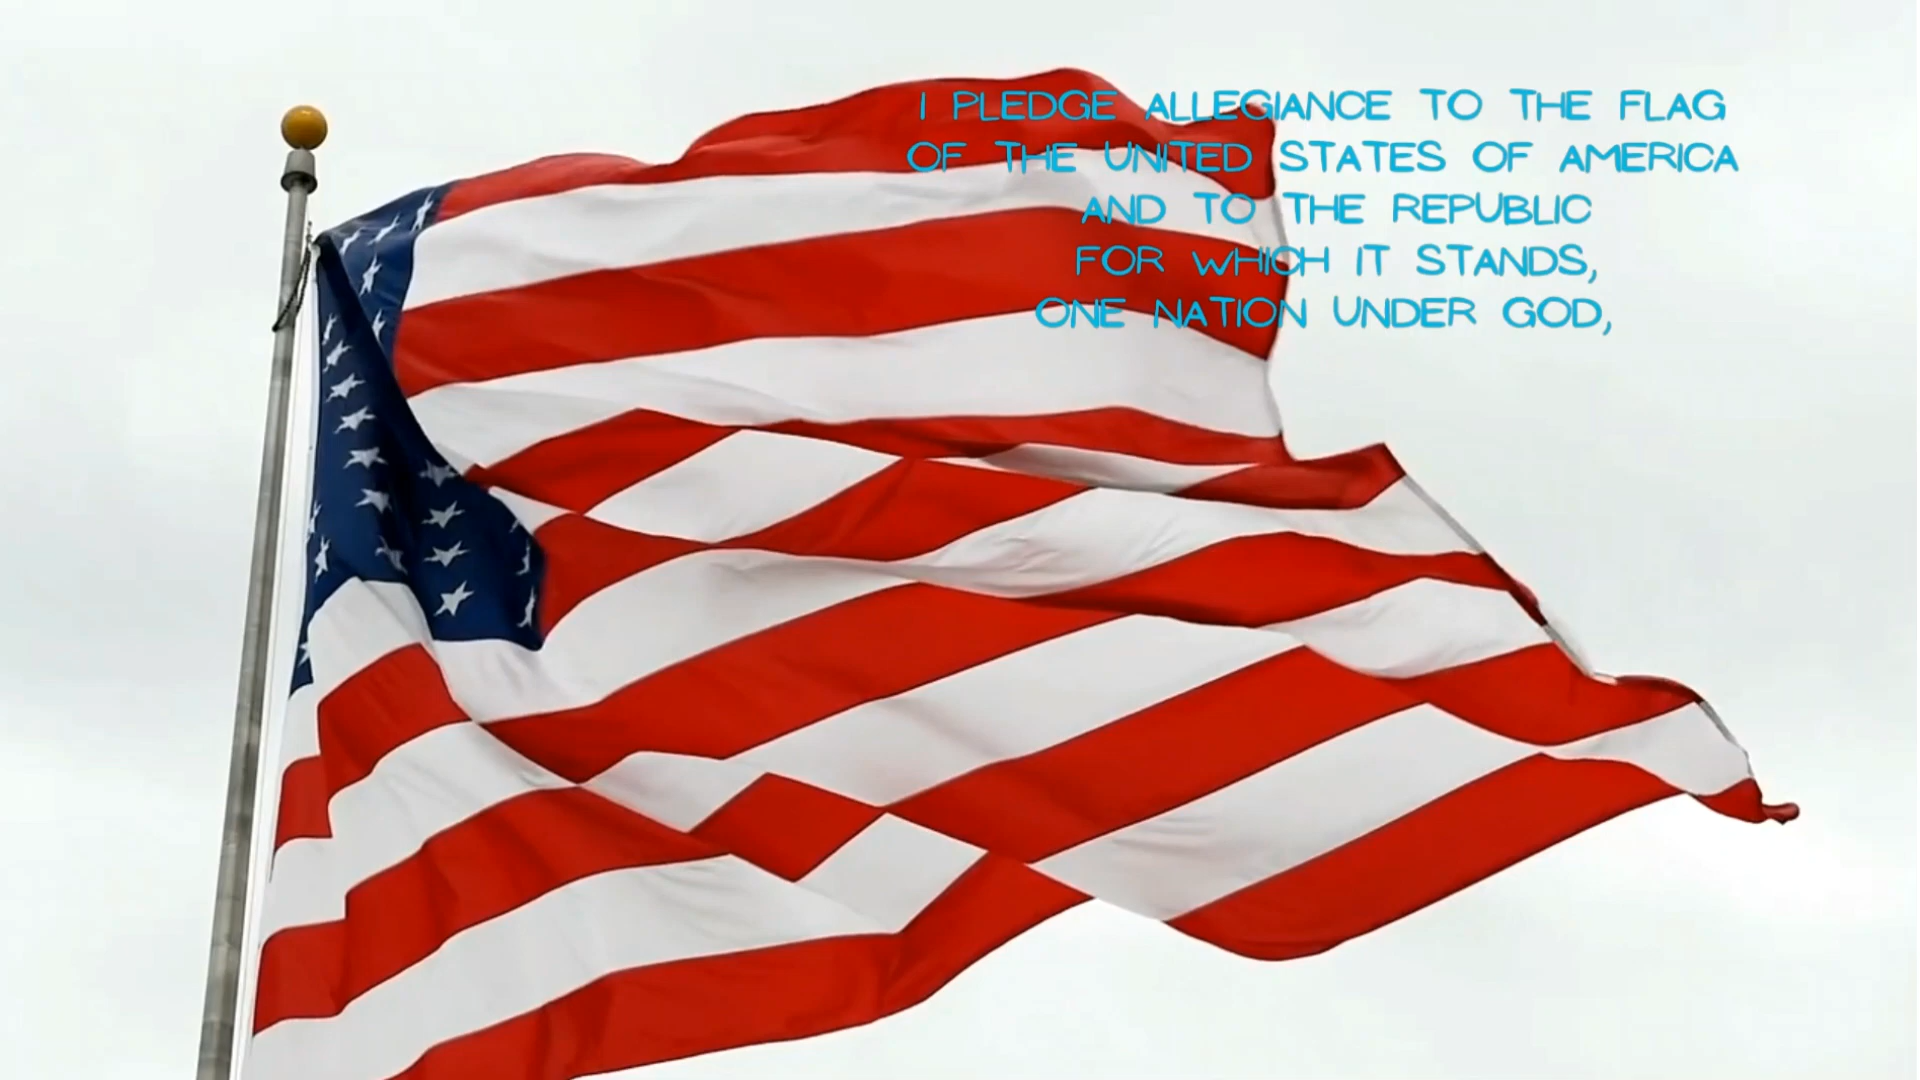 I PLEDGE ALLEGIANCE TO THE FLAG
OF THE UNITED STATES OF AMERICA
AND TO THE REPUBLIC
FOR WHICH IT STANDS,
ONE NATION UNDER GOD,